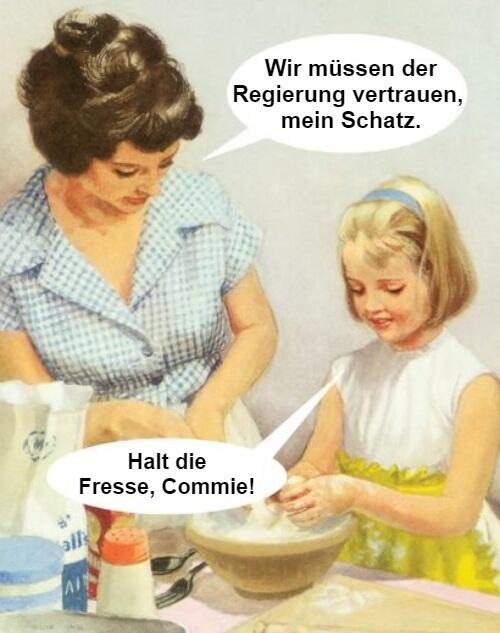 Wir müssen der
Regierung vertrauen,
mein Schatz.
Halt die
Fresse, Commie!